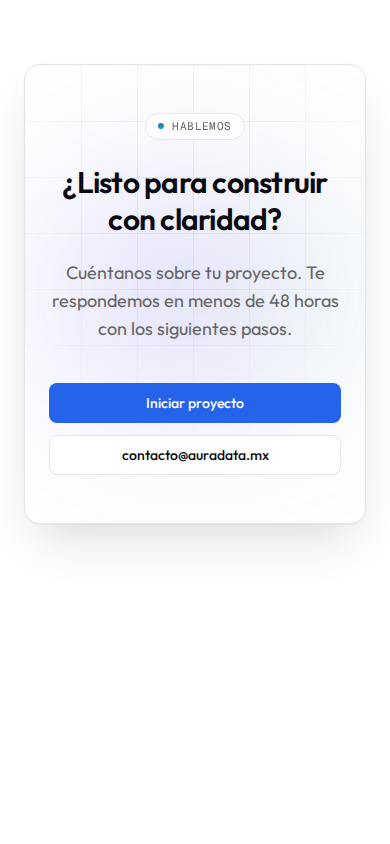 HABLEMOS
¿Listo para construir
con claridad?
Cuéntanos sobre tu proyecto. Te
respondemos en menos de 48 horas
con los siguientes pasos.
Iniciar proyecto
contacto@auradata.mx